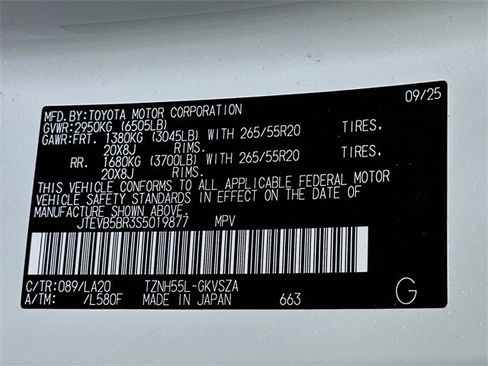 MFD.BY:TOYOTA MOTOR CORPORATION 09/25
GVWR:2950KG (6505LB)
GAWR:FRT. 1380KG (3045LB) WITH 265/55R20 TIRES,
20X8J RIMS.
RR. 1680KG (3700LB) WITH 265/55R20 TIRES,
20X8J RIMS.
THIS VEHICLE CONFORMS TO ALL APPLICABLE FEDERAL MOTOR
VEHICLE SAFETY STANDARDS IN EFFECT ON THE DATE OF
MANUFACTURE SHOWN ABOVE.
JTEVB5BR3S5019877 MPV
C/TR:089/LA20 TZNH55L-GKVSZA
A/TM: /L580F MADE IN JAPAN 663 G